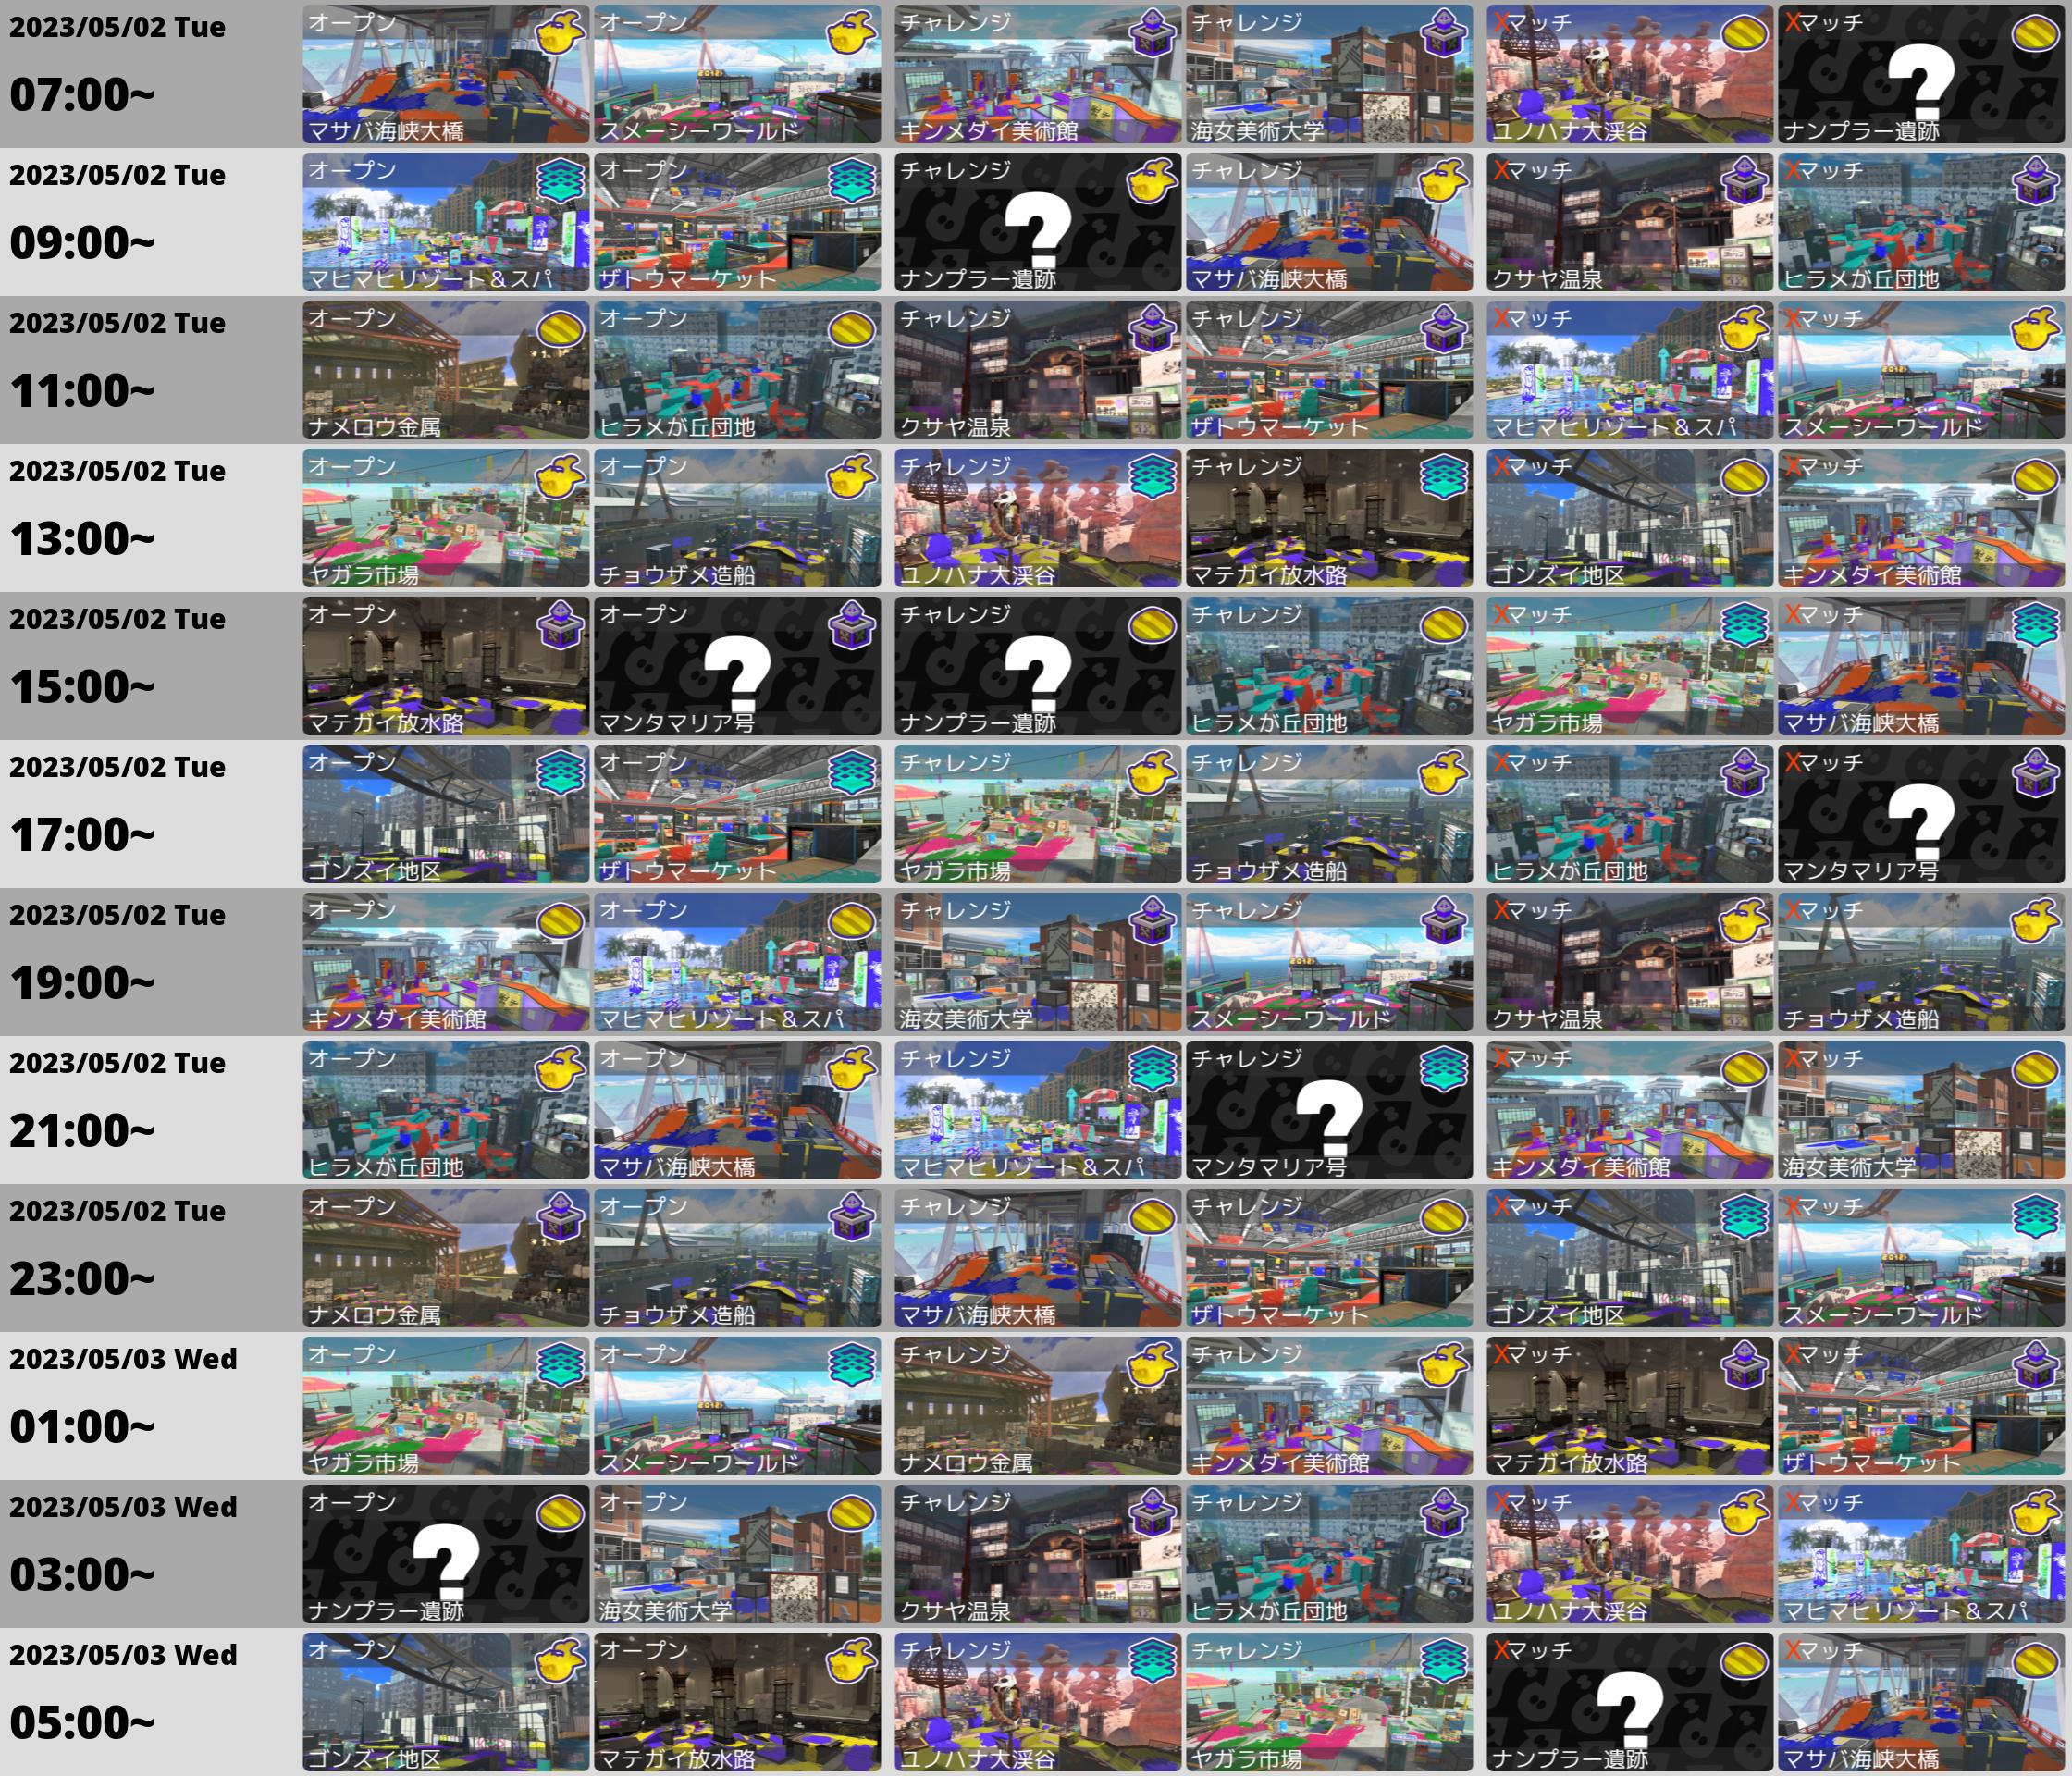 2023/05/02 Tue
07:00~
オープン オープン チャレンジ チャレンジ Xマッチ Xマッチ
マサバ海峡大橋 スメーシーワールド キンメダイ美術館 海女美術大学 ユノハナ大渓谷 ナンプラー遺跡
2023/05/02 Tue
09:00~
オープン オープン チャレンジ チャレンジ Xマッチ Xマッチ
マヒマヒリゾート&スパ ザトウマーケット ナンプラー遺跡 マサバ海峡大橋 クサヤ温泉 ヒラメが丘団地
2023/05/02 Tue
11:00~
オープン オープン チャレンジ チャレンジ Xマッチ Xマッチ
ナメロウ金属 ヒラメが丘団地 クサヤ温泉 ザトウマーケット マヒマヒリゾート&スパ スメーシーワールド
2023/05/02 Tue
13:00~
オープン オープン チャレンジ チャレンジ Xマッチ Xマッチ
ヤガラ市場 チョウザメ造船 ユノハナ大渓谷 マテガイ放水路 ゴンズイ地区 キンメダイ美術館
2023/05/02 Tue
15:00~
オープン オープン チャレンジ チャレンジ Xマッチ Xマッチ
マテガイ放水路 マンタマリア号 ナンプラー遺跡 ヒラメが丘団地 ヤガラ市場 マサバ海峡大橋
2023/05/02 Tue
17:00~
オープン オープン チャレンジ チャレンジ Xマッチ Xマッチ
ゴンズイ地区 ザトウマーケット ヤガラ市場 チョウザメ造船 ヒラメが丘団地 マンタマリア号
2023/05/02 Tue
19:00~
オープン オープン チャレンジ チャレンジ Xマッチ Xマッチ
キンメダイ美術館 マヒマヒリゾート&スパ 海女美術大学 スメーシーワールド クサヤ温泉 チョウザメ造船
2023/05/02 Tue
21:00~
オープン オープン チャレンジ チャレンジ Xマッチ Xマッチ
ヒラメが丘団地 マサバ海峡大橋 マヒマヒリゾート&スパ マンタマリア号 キンメダイ美術館 海女美術大学
2023/05/02 Tue
23:00~
オープン オープン チャレンジ チャレンジ Xマッチ Xマッチ
ナメロウ金属 チョウザメ造船 マサバ海峡大橋 ザトウマーケット ゴンズイ地区 スメーシーワールド
2023/05/03 Wed
01:00~
オープン オープン チャレンジ チャレンジ Xマッチ Xマッチ
ヤガラ市場 スメーシーワールド ナメロウ金属 キンメダイ美術館 マテガイ放水路 ザトウマーケット
2023/05/03 Wed
03:00~
オープン オープン チャレンジ チャレンジ Xマッチ Xマッチ
ナンプラー遺跡 海女美術大学 クサヤ温泉 ヒラメが丘団地 ユノハナ大渓谷 マヒマヒリゾート&スパ
2023/05/03 Wed
05:00~
オープン オープン チャレンジ チャレンジ Xマッチ Xマッチ
ゴンズイ地区 マテガイ放水路 ユノハナ大渓谷 ヤガラ市場 ナンプラー遺跡 マサバ海峡大橋